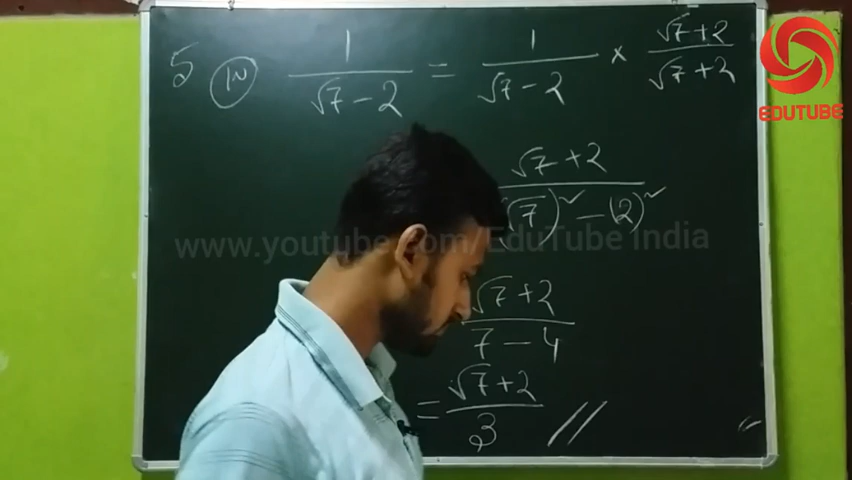 5 (iv) 1/(√7-2) = 1/(√7-2) × (√7+2)/(√7+2)
EDUTUBE
(√7+2)/((√7)² - (2)²)
www.youtube.com/EduTube India
(√7+2)/(7-4)
= (√7+2)/3 //